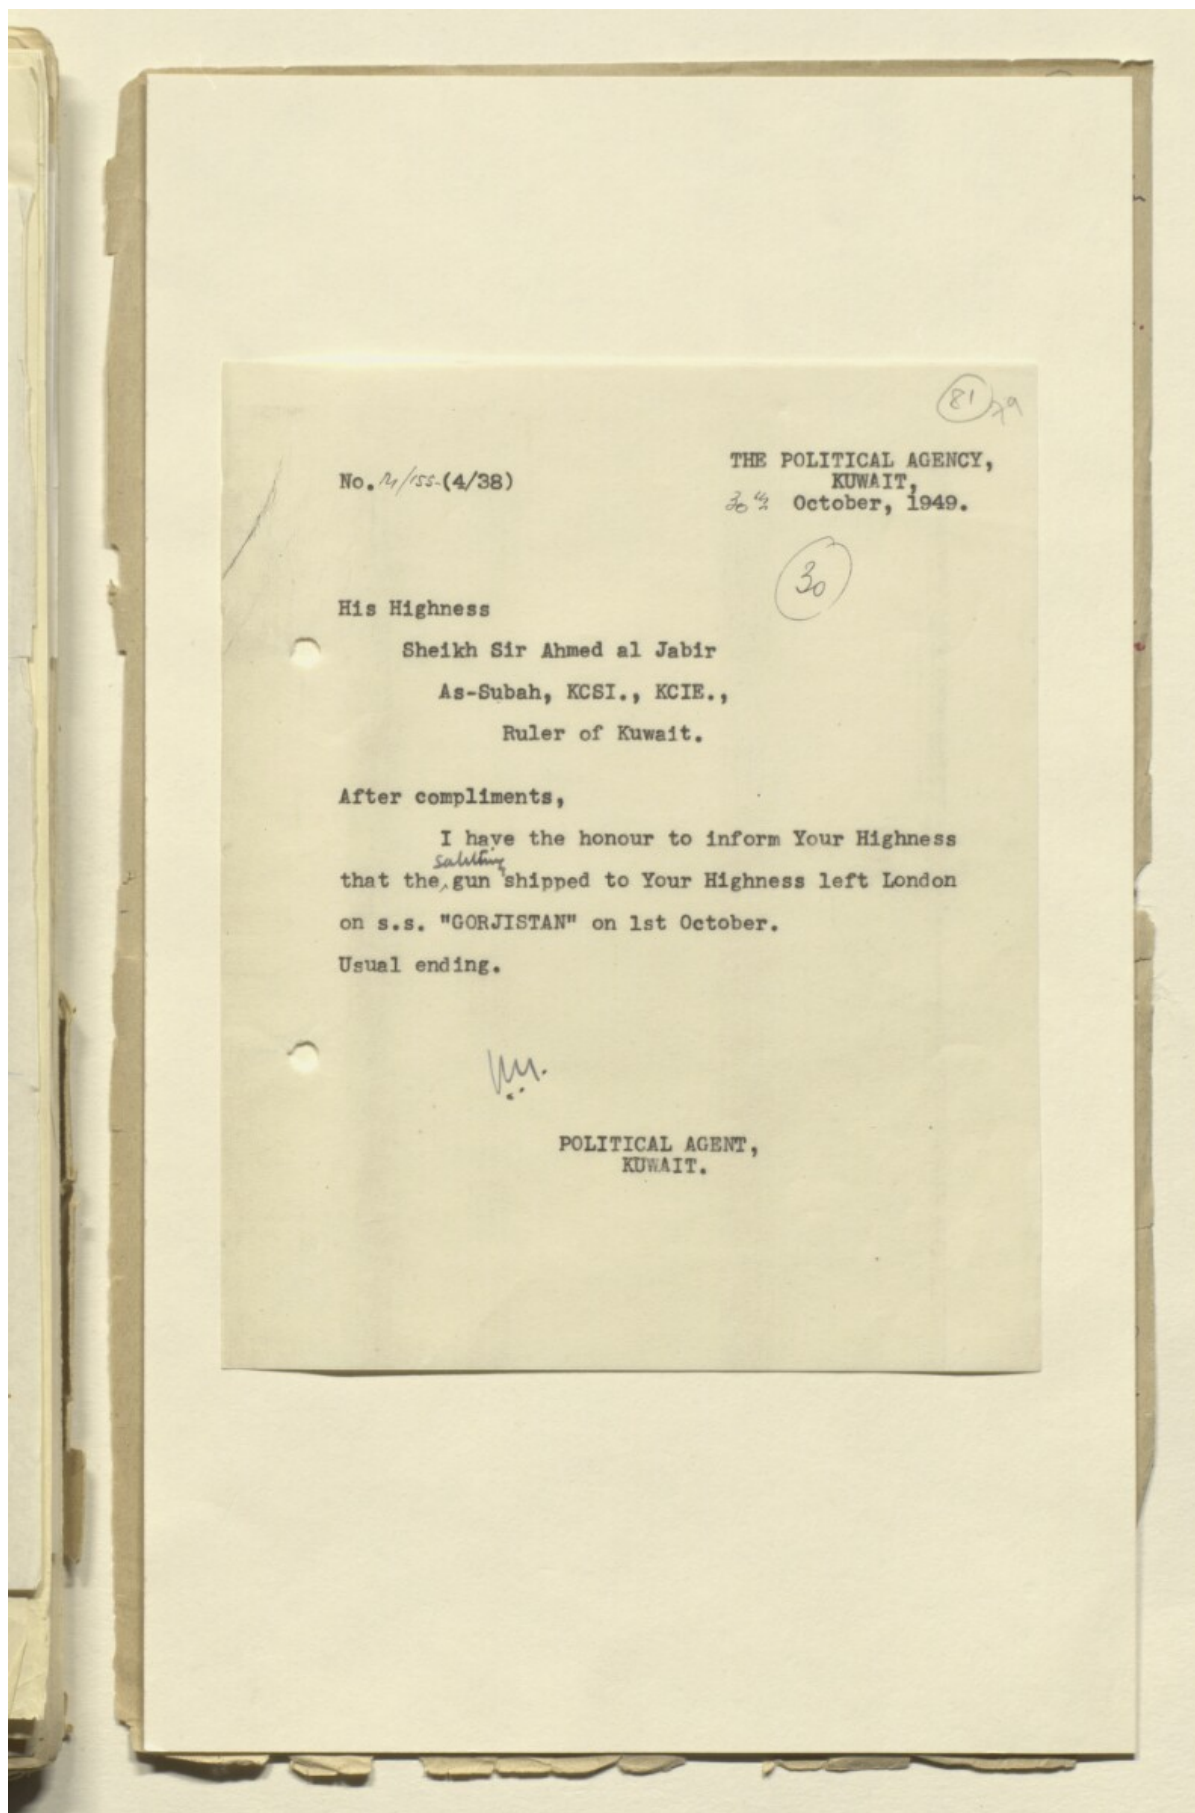 81
79
THE POLITICAL AGENCY,
KUWAIT,
No. /155-(4/38)
30th October, 1949.
30
His Highness
Sheikh Sir Ahmed al Jabir
As-Subah, KCSI., KCIE.,
Ruler of Kuwait.
After compliments,
I have the honour to inform Your Highness
saluting
that the gun shipped to Your Highness left London
on s.s. "GORJISTAN" on 1st October.
Usual ending.
POLITICAL AGENT,
KUWAIT.